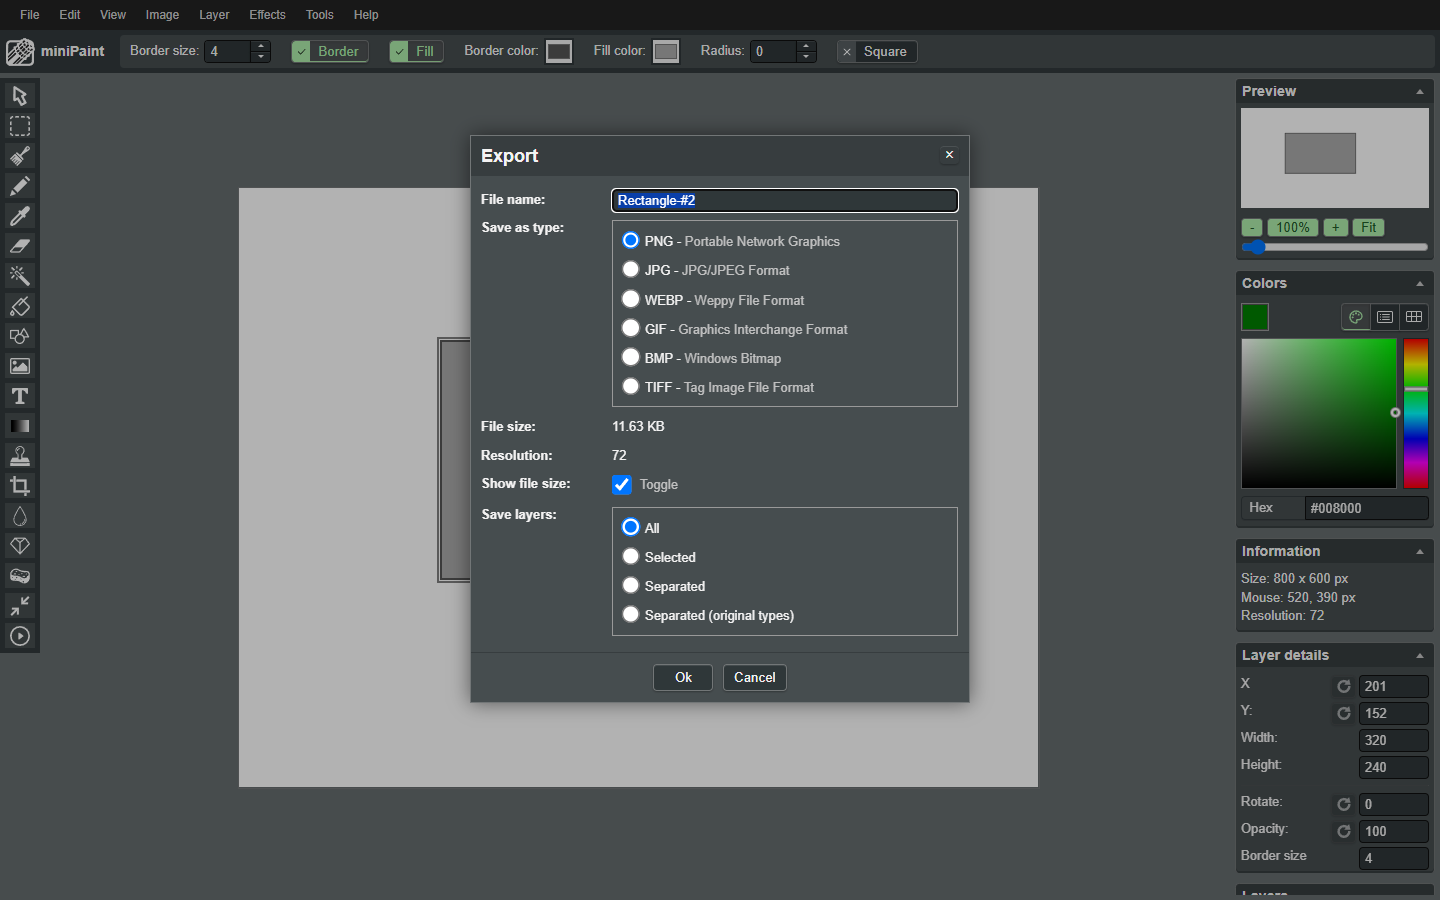 File Edit View Image Layer Effects Tools Help
miniPaint Border size: 4 Border Fill Border color: Fill color: Radius: 0 × Square
Export ×
File name: Rectangle-#2
Save as type:
PNG - Portable Network Graphics
JPG - JPG/JPEG Format
WEBP - Weppy File Format
GIF - Graphics Interchange Format
BMP - Windows Bitmap
TIFF - Tag Image File Format
File size: 11.63 KB
Resolution: 72
Show file size: Toggle
Save layers:
All
Selected
Separated
Separated (original types)
Ok Cancel
Preview
- 100% + Fit
Colors
Hex #008000
Information
Size: 800 x 600 px
Mouse: 520, 390 px
Resolution: 72
Layer details
X 201
Y: 152
Width: 320
Height: 240
Rotate: 0
Opacity: 100
Border size 4
Layers